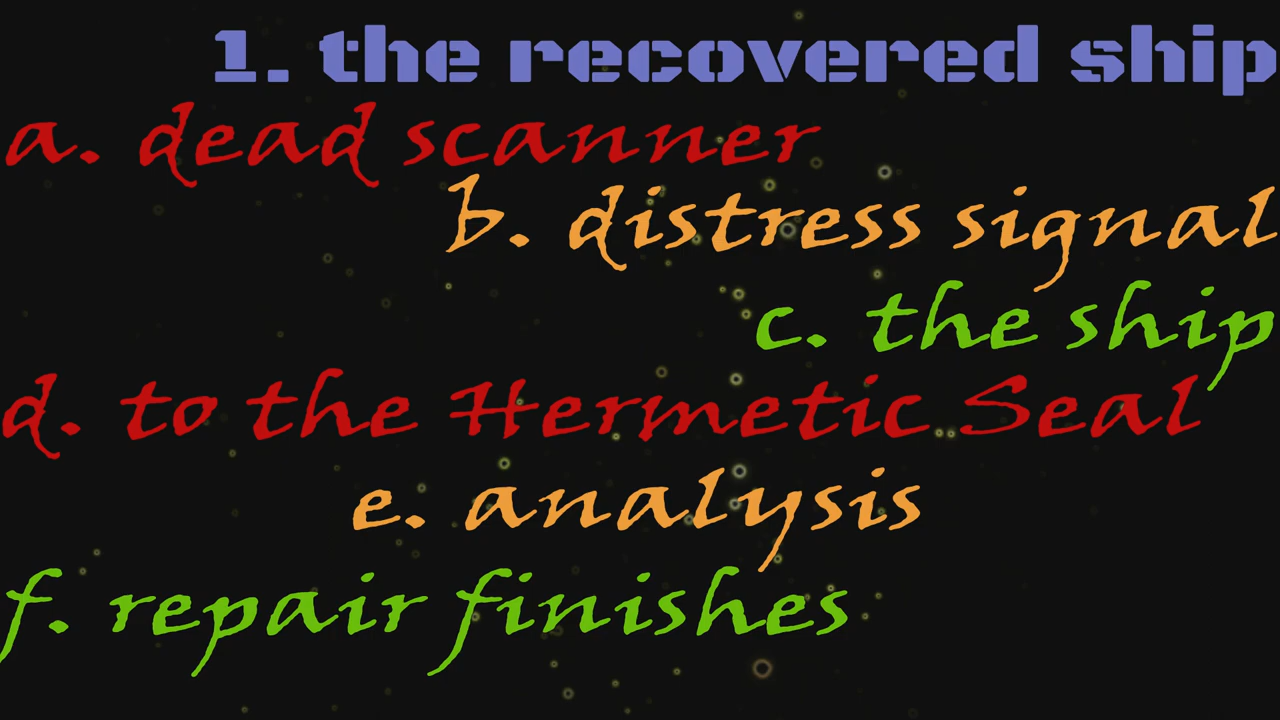 1. the recovered ship
a. dead scanner
b. distress signal
c. the ship
d. to the Hermetic Seal
e. analysis
f. repair finishes